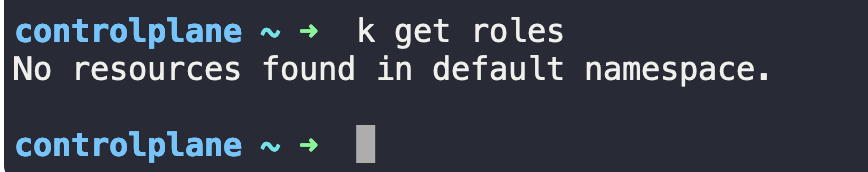 controlplane ~ ➜  k get roles
No resources found in default namespace.
controlplane ~ ➜